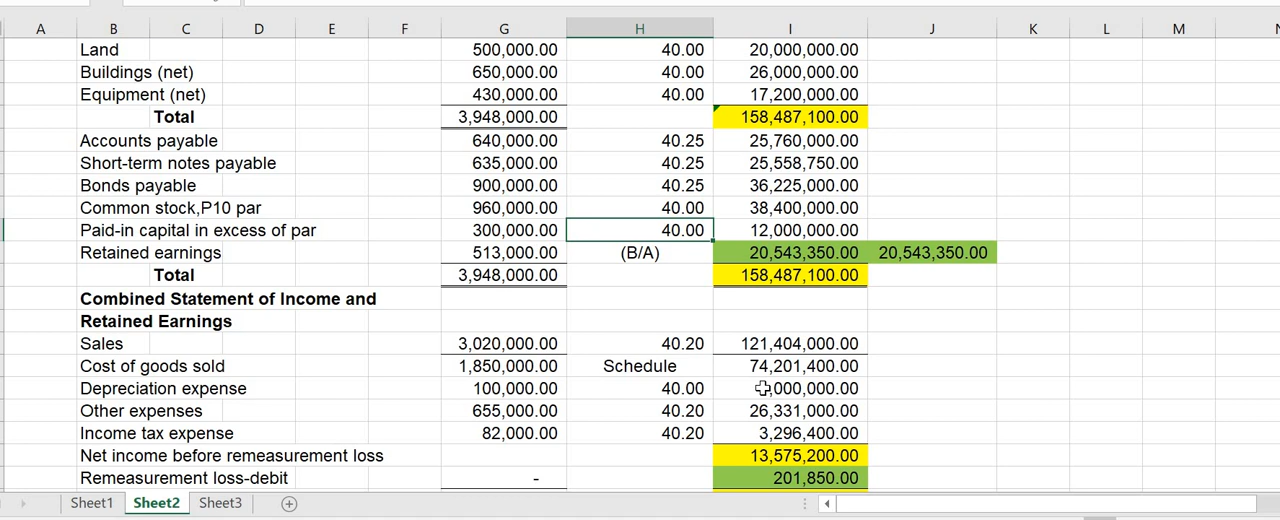 A B C D E F G H I J K L M N
Land 500,000.00 40.00 20,000,000.00
Buildings (net) 650,000.00 40.00 26,000,000.00
Equipment (net) 430,000.00 40.00 17,200,000.00
Total 3,948,000.00 158,487,100.00
Accounts payable 640,000.00 40.25 25,760,000.00
Short-term notes payable 635,000.00 40.25 25,558,750.00
Bonds payable 900,000.00 40.25 36,225,000.00
Common stock,P10 par 960,000.00 40.00 38,400,000.00
Paid-in capital in excess of par 300,000.00 40.00 12,000,000.00
Retained earnings 513,000.00 (B/A) 20,543,350.00 20,543,350.00
Total 3,948,000.00 158,487,100.00
Combined Statement of Income and
Retained Earnings
Sales 3,020,000.00 40.20 121,404,000.00
Cost of goods sold 1,850,000.00 Schedule 74,201,400.00
Depreciation expense 100,000.00 40.00 ,000,000.00
Other expenses 655,000.00 40.20 26,331,000.00
Income tax expense 82,000.00 40.20 3,296,400.00
Net income before remeasurement loss 13,575,200.00
Remeasurement loss-debit - 201,850.00
Sheet1 Sheet2 Sheet3